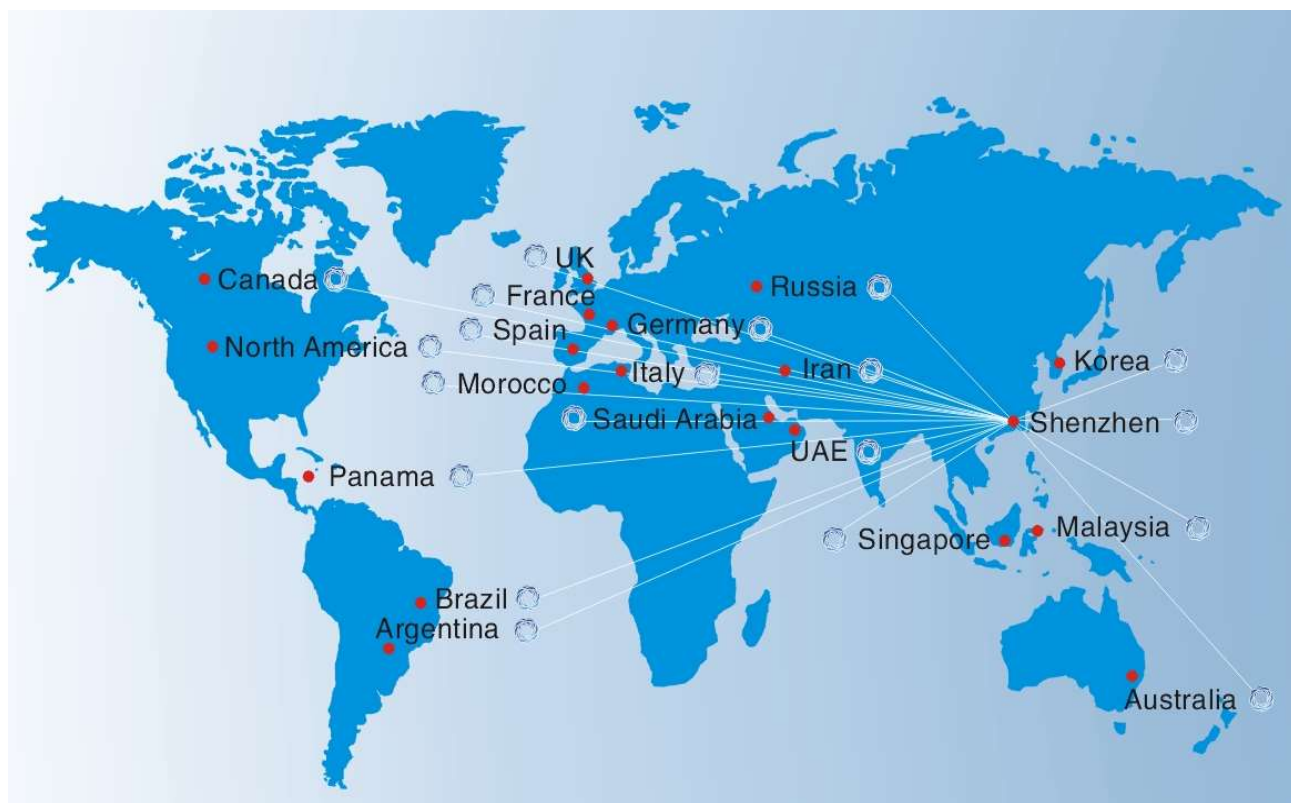 UK
Canada
Russia
France
Spain
Germany
North America
Korea
Italy
Iran
Morocco
Saudi Arabia
Shenzhen
UAE
Panama
Malaysia
Singapore
Brazil
Argentina
Australia